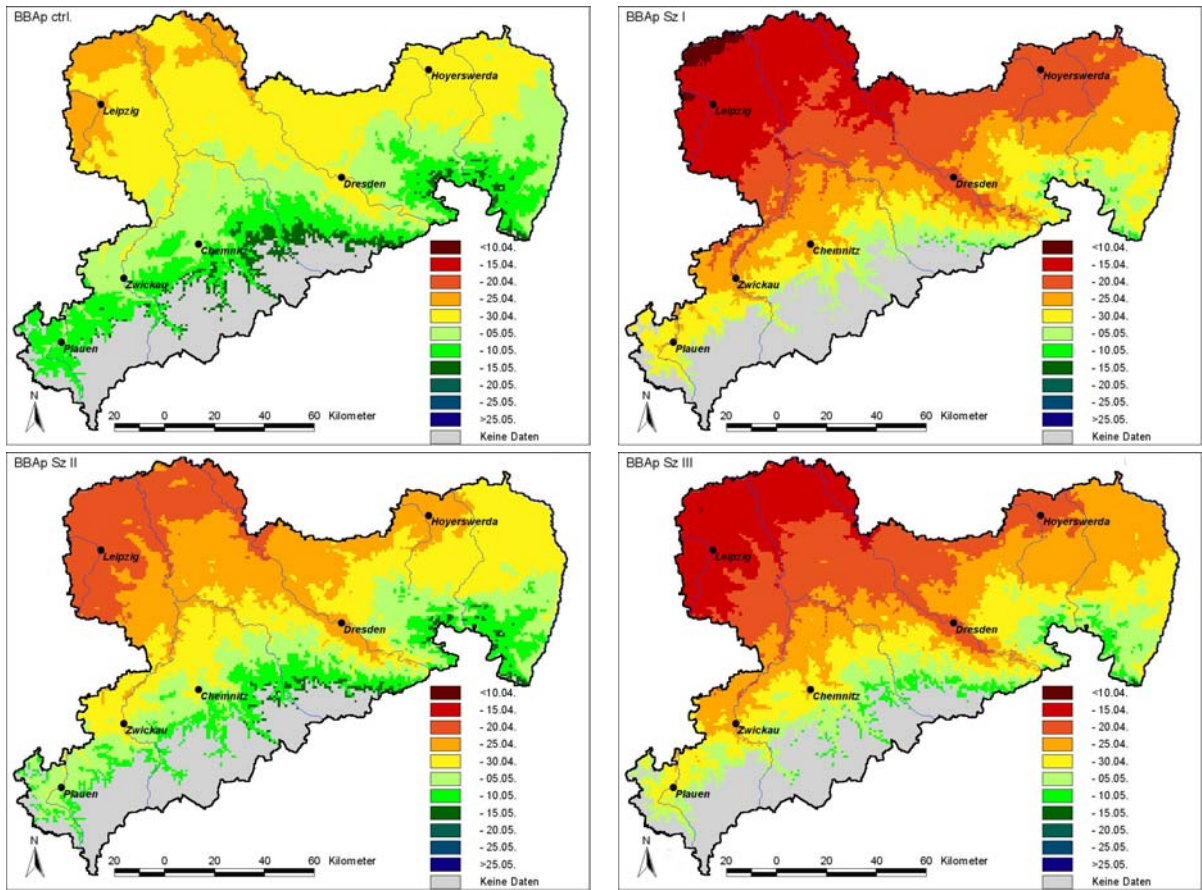 BBAp ctrl.
Hoyerswerda
Leipzig
Dresden
Chemnitz
Zwickau
Plauen
<10.04.
- 15.04.
- 20.04.
- 25.04.
- 30.04.
- 05.05.
- 10.05.
- 15.05.
- 20.05.
- 25.05.
>25.05.
Keine Daten
N
20 0 20 40 60 Kilometer
BBAp Sz I
Hoyerswerda
Leipzig
Dresden
Chemnitz
Zwickau
Plauen
<10.04.
- 15.04.
- 20.04.
- 25.04.
- 30.04.
- 05.05.
- 10.05.
- 15.05.
- 20.05.
- 25.05.
>25.05.
Keine Daten
N
20 0 20 40 60 Kilometer
BBAp Sz II
Hoyerswerda
Leipzig
Dresden
Chemnitz
Zwickau
Plauen
<10.04.
- 15.04.
- 20.04.
- 25.04.
- 30.04.
- 05.05.
- 10.05.
- 15.05.
- 20.05.
- 25.05.
>25.05.
Keine Daten
N
20 0 20 40 60 Kilometer
BBAp Sz III
Hoyerswerda
Leipzig
Dresden
Chemnitz
Zwickau
Plauen
<10.04.
- 15.04.
- 20.04.
- 25.04.
- 30.04.
- 05.05.
- 10.05.
- 15.05.
- 20.05.
- 25.05.
>25.05.
Keine Daten
N
20 0 20 40 60 Kilometer